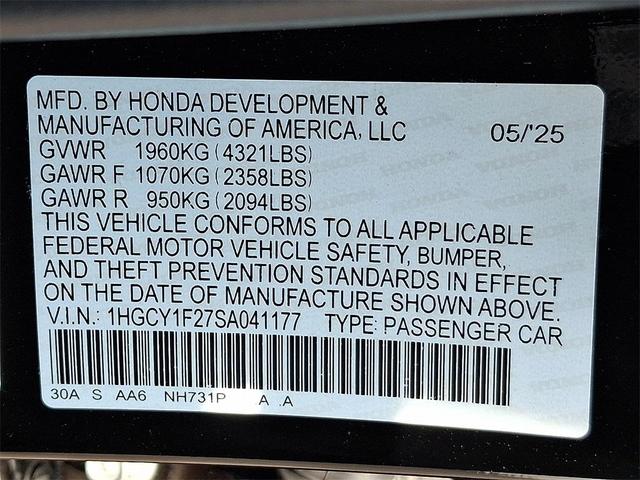 MFD. BY HONDA DEVELOPMENT &
MANUFACTURING OF AMERICA, LLC 05/'25
GVWR 1960KG (4321LBS)
GAWR F 1070KG (2358LBS)
GAWR R 950KG (2094LBS)
THIS VEHICLE CONFORMS TO ALL APPLICABLE
FEDERAL MOTOR VEHICLE SAFETY, BUMPER,
AND THEFT PREVENTION STANDARDS IN EFFECT
ON THE DATE OF MANUFACTURE SHOWN ABOVE.
V.I.N.: 1HGCY1F27SA041177 TYPE: PASSENGER CAR
30A S AA6 NH731P A .A